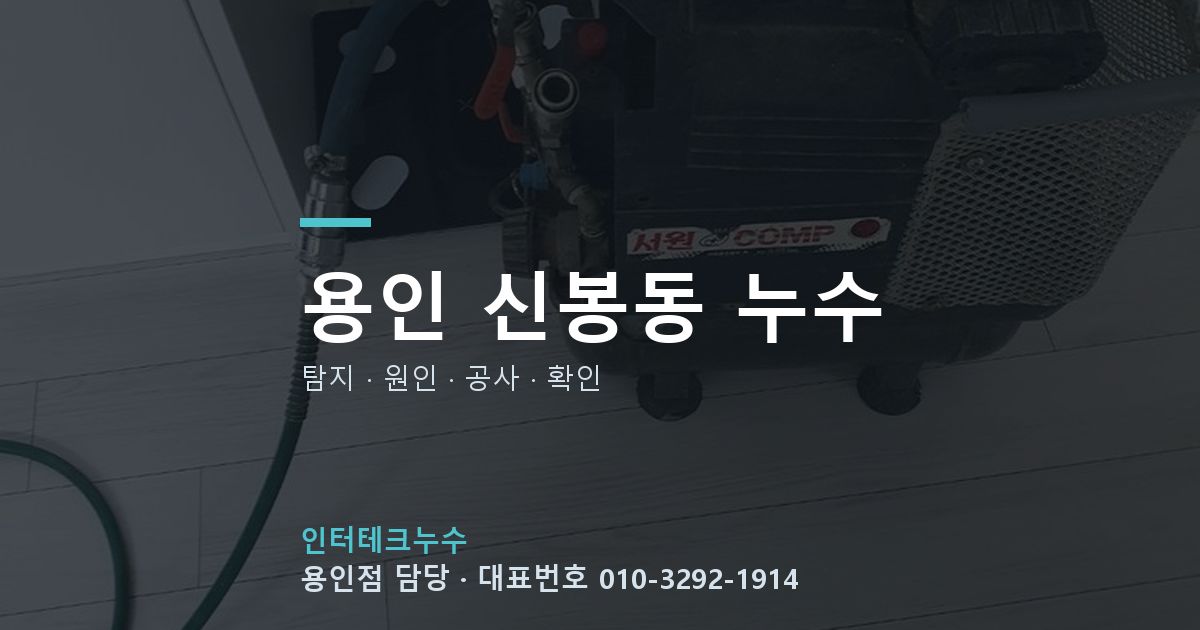 서원 COMP
용인 신봉동 누수
탐지 · 원인 · 공사 · 확인
인터테크누수
용인점 담당 · 대표번호 010-3292-1914